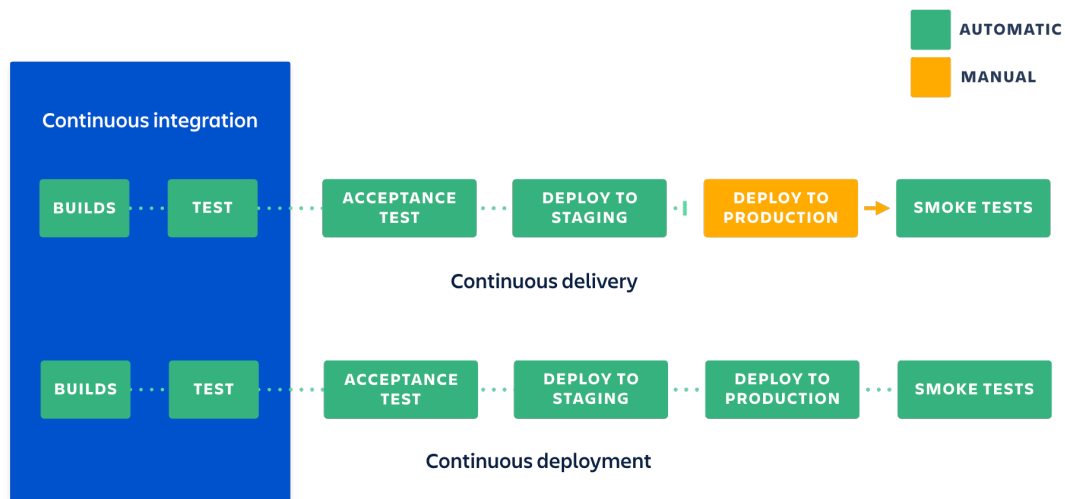 AUTOMATIC
MANUAL
Continuous integration
BUILDS
TEST
ACCEPTANCE
TEST
DEPLOY TO
STAGING
DEPLOY TO
PRODUCTION
SMOKE TESTS
Continuous delivery
BUILDS
TEST
ACCEPTANCE
TEST
DEPLOY TO
STAGING
DEPLOY TO
PRODUCTION
SMOKE TESTS
Continuous deployment